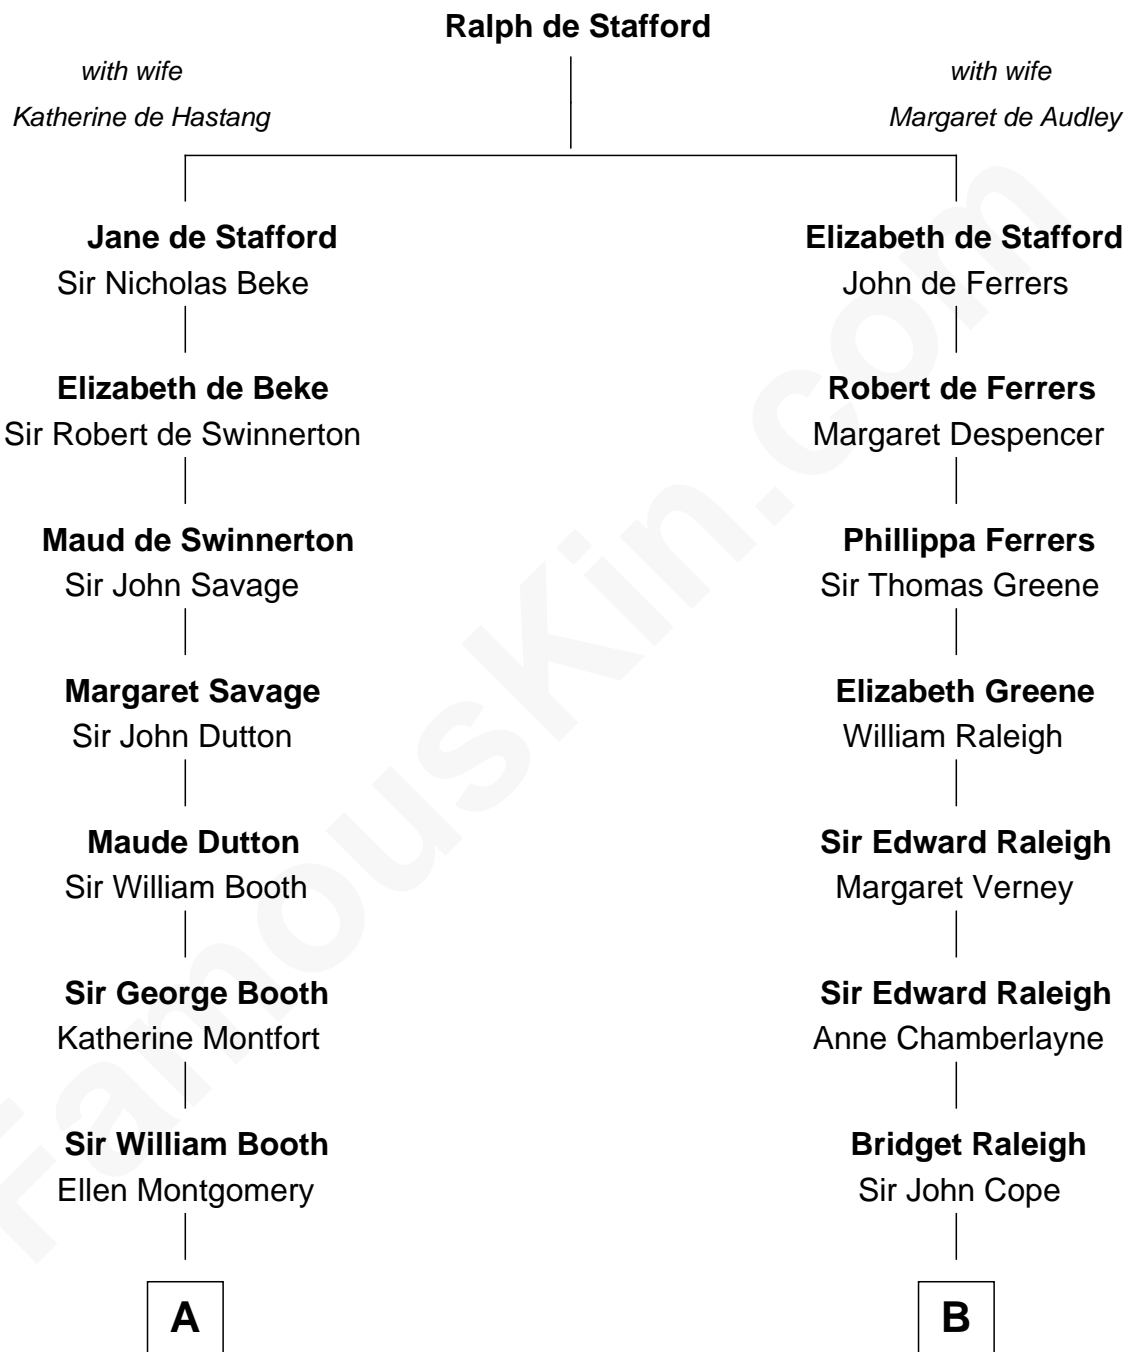 Ralph de Stafford
with wife
Katherine de Hastang
with wife
Margaret de Audley
Jane de Stafford
Sir Nicholas Beke
Elizabeth de Stafford
John de Ferrers
Elizabeth de Beke
Sir Robert de Swinnerton
Robert de Ferrers
Margaret Despencer
Maud de Swinnerton
Sir John Savage
Phillippa Ferrers
Sir Thomas Greene
Margaret Savage
Sir John Dutton
Elizabeth Greene
William Raleigh
Maude Dutton
Sir William Booth
Sir Edward Raleigh
Margaret Verney
Sir George Booth
Katherine Montfort
Sir Edward Raleigh
Anne Chamberlayne
Sir William Booth
Ellen Montgomery
Bridget Raleigh
Sir John Cope
A
B
FamousKin.com